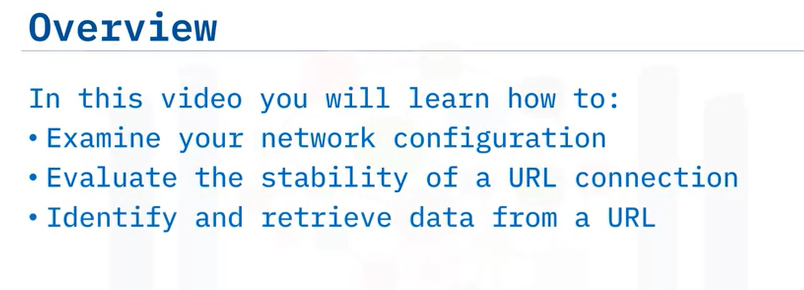 Overview
In this video you will learn how to:
• Examine your network configuration
• Evaluate the stability of a URL connection
• Identify and retrieve data from a URL